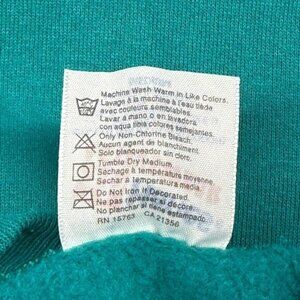 Machine Wash Warm in Like Colors.
Lavage à la machine à l'eau tiède
avec couleurs semblables.
Lavar á mano o en lavadora,
con aqua tibia colores semejantes.
Only Non-Chlorine Bleach.
Aucun agent de blanchiment.
Solo blanqueador sin cloro.
Tumble Dry Medium.
Séchage à température moyenne
Sechar a temperatura media.
Do Not Iron if Decorated.
Ne pas repasser si décoré.
No planchar si tiene estampado.
RN 15763 CA 21356